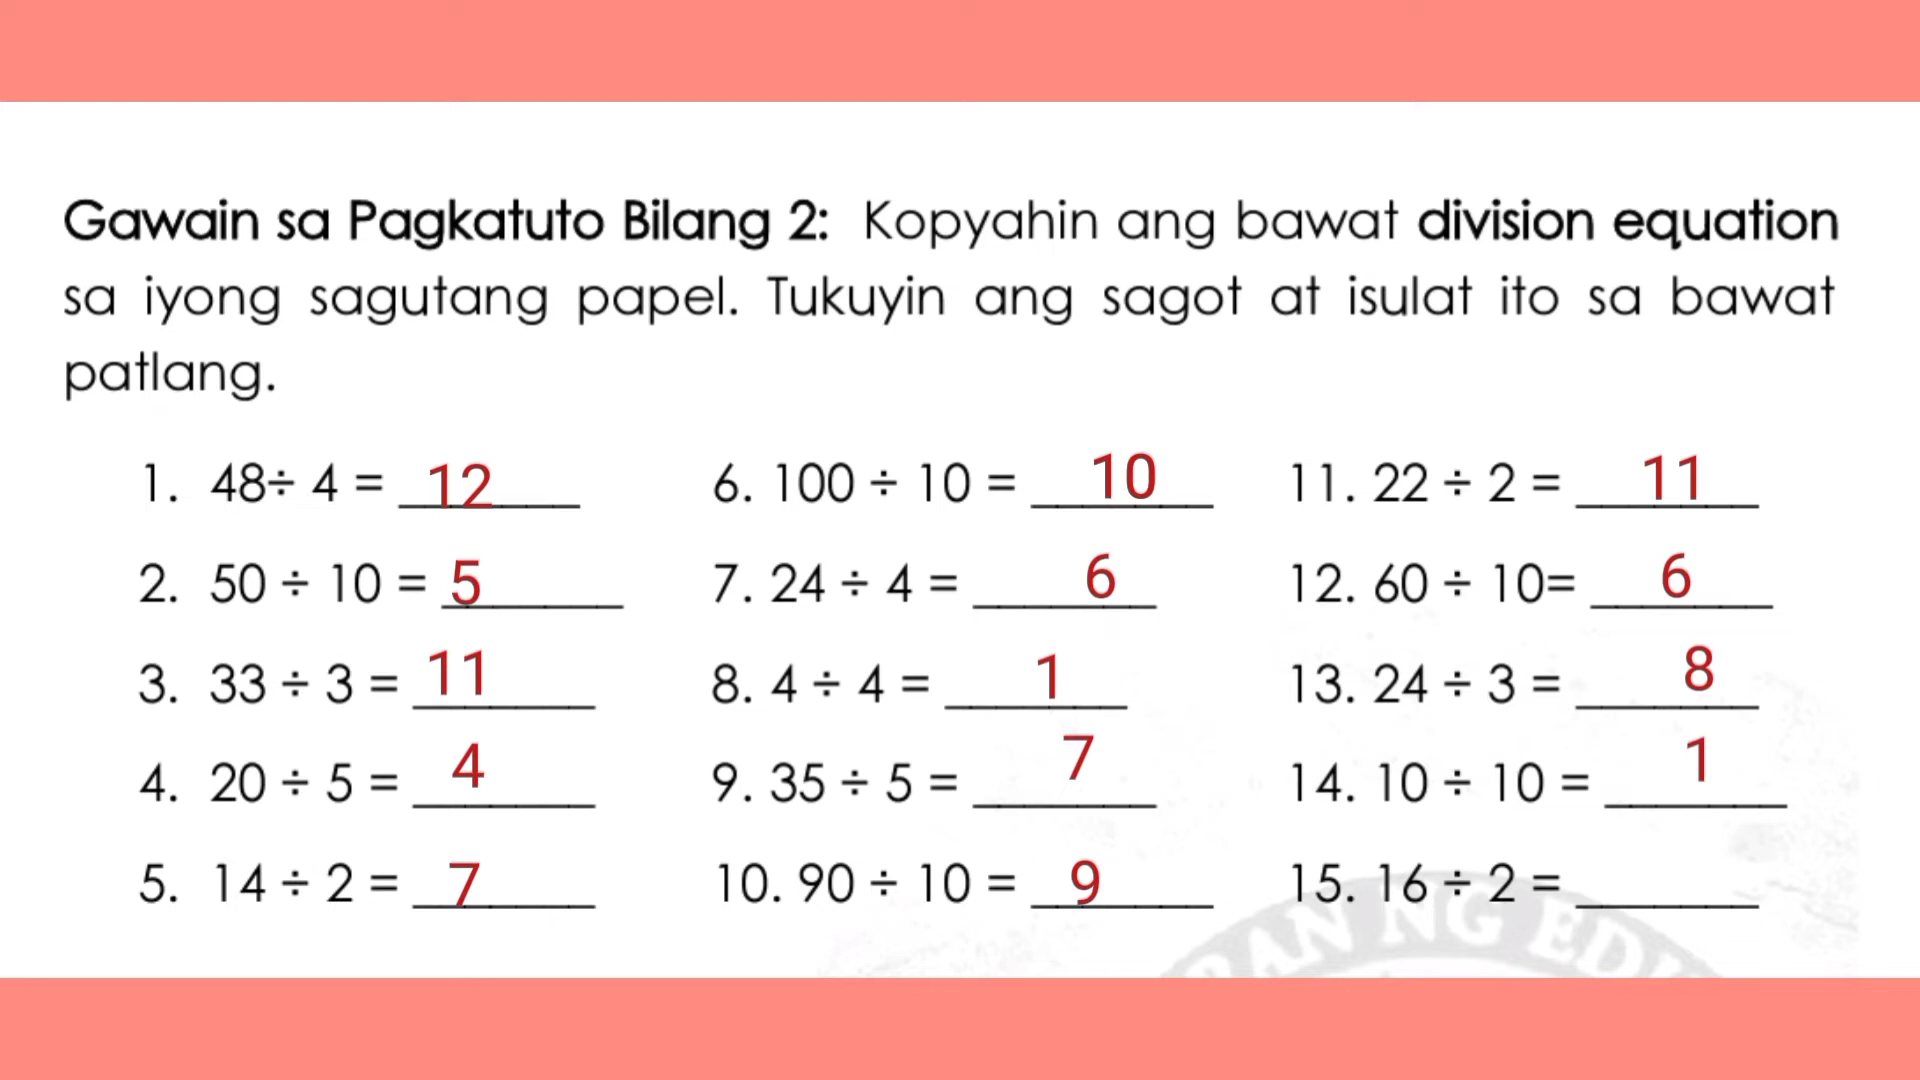 Gawain sa Pagkatuto Bilang 2: Kopyahin ang bawat division equation
sa iyong sagutang papel. Tukuyin ang sagot at isulat ito sa bawat
patlang.
1. 48÷ 4 = 12
2. 50 ÷ 10 = 5
3. 33 ÷ 3 = 11
4. 20 ÷ 5 = 4
5. 14 ÷ 2 = 7
6. 100 ÷ 10 = 10
7. 24 ÷ 4 = 6
8. 4 ÷ 4 = 1
9. 35 ÷ 5 = 7
10. 90 ÷ 10 = 9
11. 22 ÷ 2 = 11
12. 60 ÷ 10= 6
13. 24 ÷ 3 = 8
14. 10 ÷ 10 = 1
15. 16 ÷ 2 = ______
NG